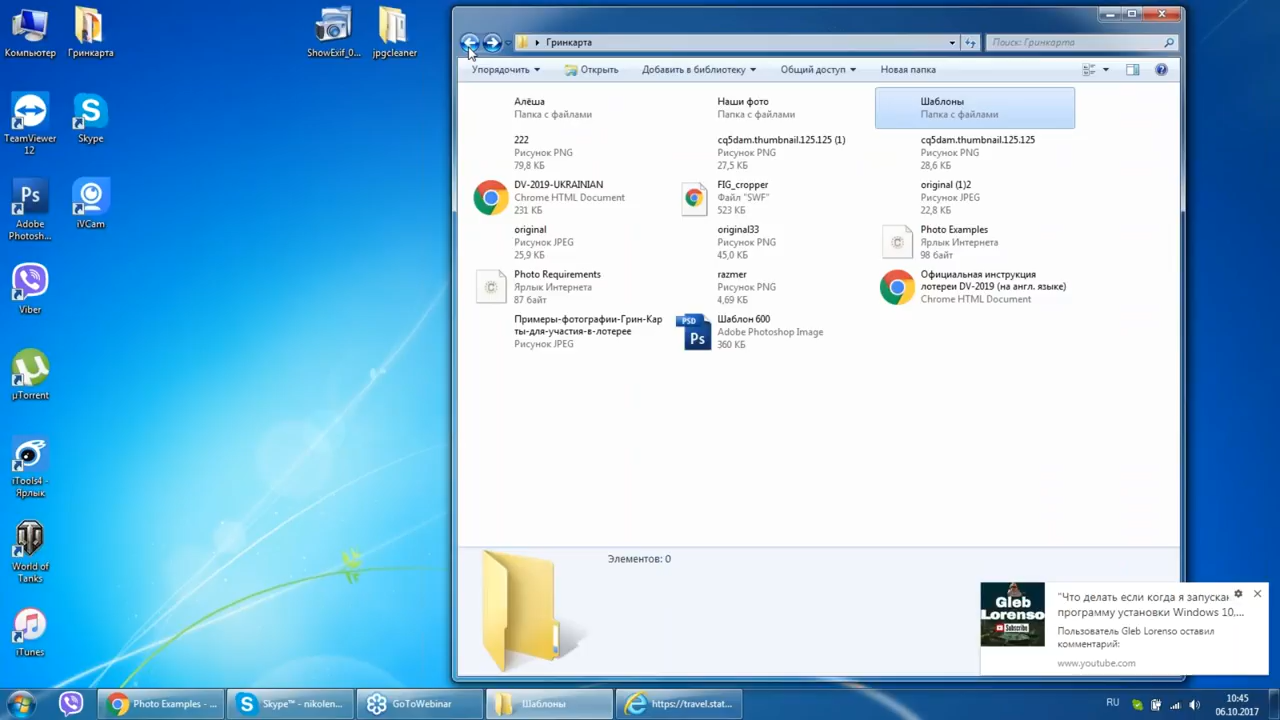 Компьютер
Гринкарта
ShowExif_0...
jpgcleaner
TeamViewer
12
Skype
Adobe
Photosh...
iVCam
Viber
µTorrent
iTools4 -
Ярлык
World of
Tanks
iTunes
Гринкарта
Поиск: Гринкарта
Упорядочить
Открыть
Добавить в библиотеку
Общий доступ
Новая папка
Алёша
Папка с файлами
Наши фото
Папка с файлами
Шаблоны
Папка с файлами
222
Рисунок PNG
79,8 КБ
cq5dam.thumbnail.125.125 (1)
Рисунок PNG
27,5 КБ
cq5dam.thumbnail.125.125
Рисунок PNG
28,6 КБ
DV-2019-UKRAINIAN
Chrome HTML Document
231 КБ
FIG_cropper
Файл "SWF"
523 КБ
original (1)2
Рисунок JPEG
22,8 КБ
original
Рисунок JPEG
25,9 КБ
original33
Рисунок PNG
45,0 КБ
Photo Examples
Ярлык Интернета
98 байт
Photo Requirements
Ярлык Интернета
87 байт
razmer
Рисунок PNG
4,69 КБ
Официальная инструкция
лотереи DV-2019 (на англ. языке)
Chrome HTML Document
Примеры-фотографии-Грин-Кар
ты-для-участия-в-лотерее
Рисунок JPEG
PSD
Ps
Шаблон 600
Adobe Photoshop Image
360 КБ
Элементов: 0
Gleb
Lorenso
Subscribe
"Что делать если когда я запускаю
программу установки Windows 10,...
Пользователь Gleb Lorenso оставил
комментарий:
www.youtube.com
Photo Examples - ...
Skype™ - nikolen...
GoToWebinar
Шаблоны
https://travel.stat...
RU
10:45
06.10.2017